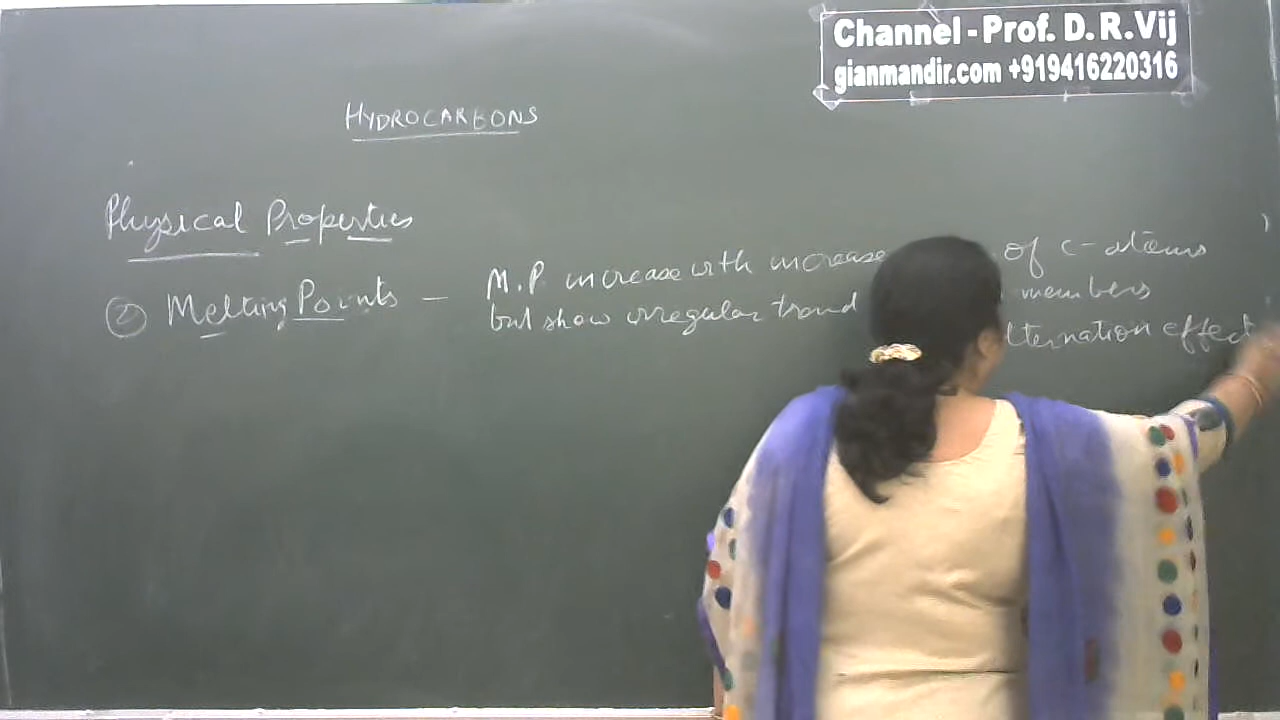 Channel - Prof. D. R. Vij
gianmandir.com +919416220316
HYDROCARBONS
Physical Properties
② Melting Points — M.P. increase with increase of C-atoms
but show irregular trand members
lternation effect